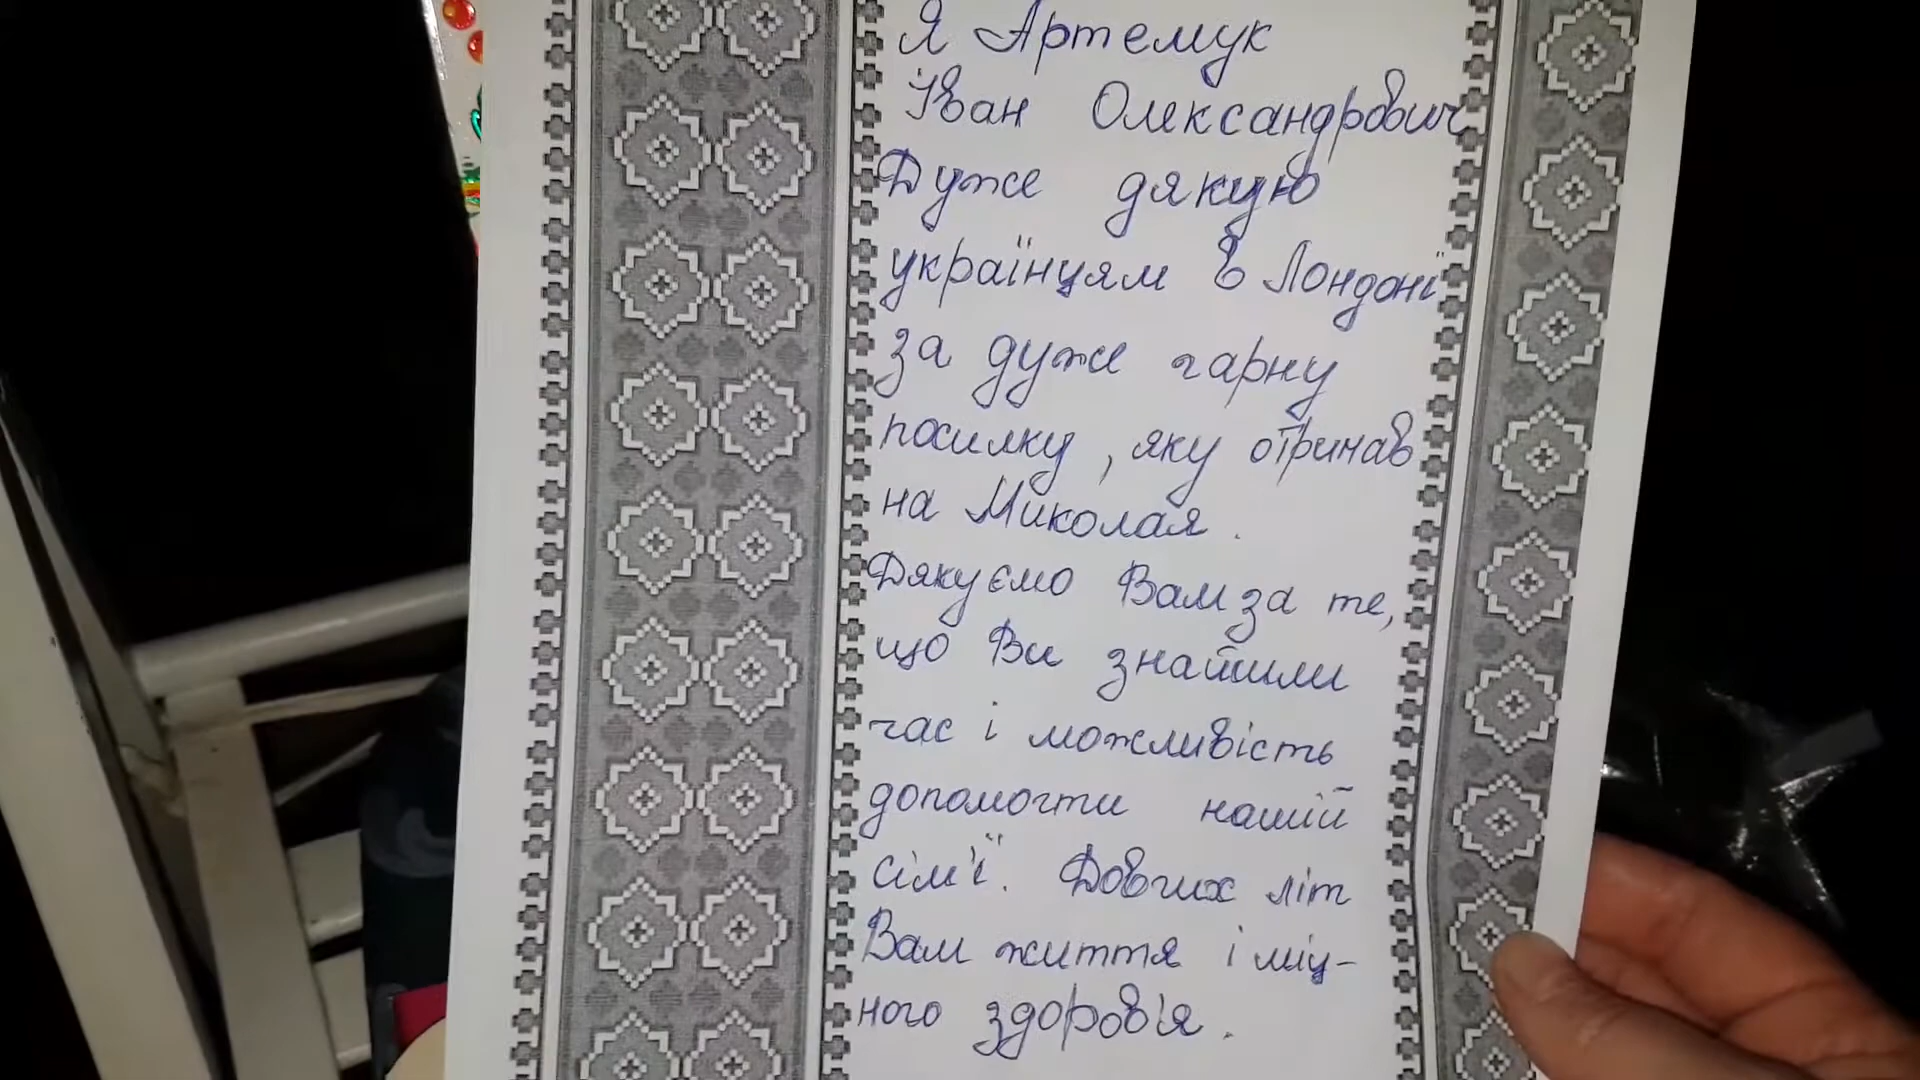 Я Артемук
Іван Олександрович
Дуже дякую
українцям в Лондоні
за дуже гарну
посилку, яку отримав
на Миколая.
Дякуємо Вам за те,
що Ви знайшли
час і можливість
допомогти нашій
сім'ї. Довгих літ
Вам життя і міц-
ного здоров'я.